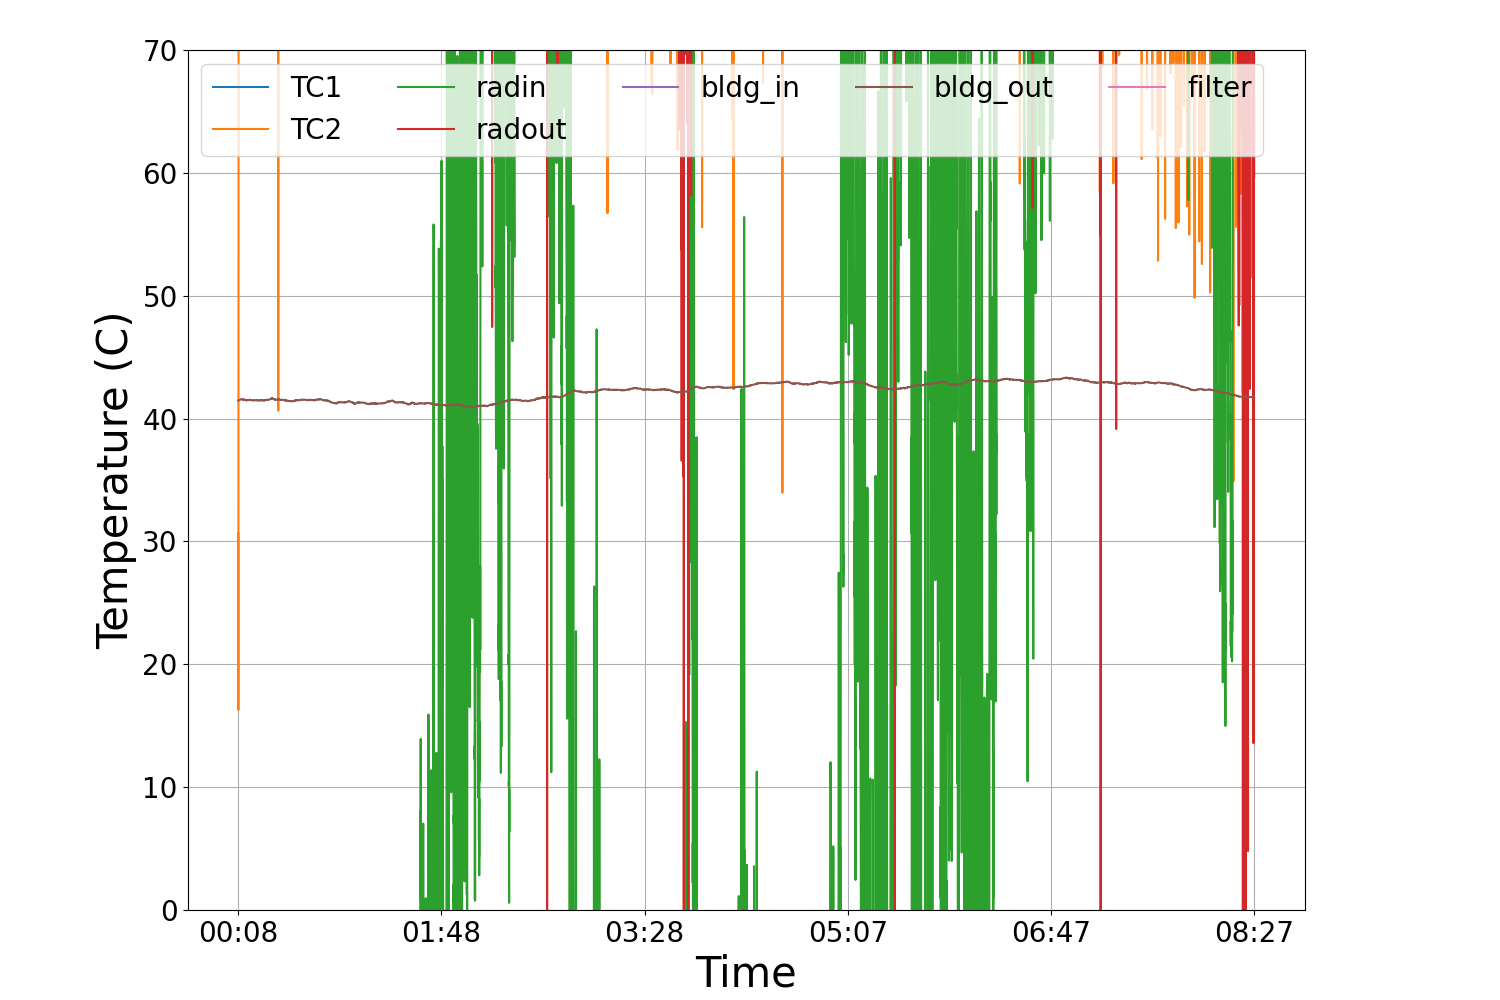 70
60
50
40
30
20
10
0
Temperature (C)
TC1
TC2
radin
radout
bldg_in
bldg_out
filter
00:08 01:48 03:28 05:07 06:47 08:27
Time